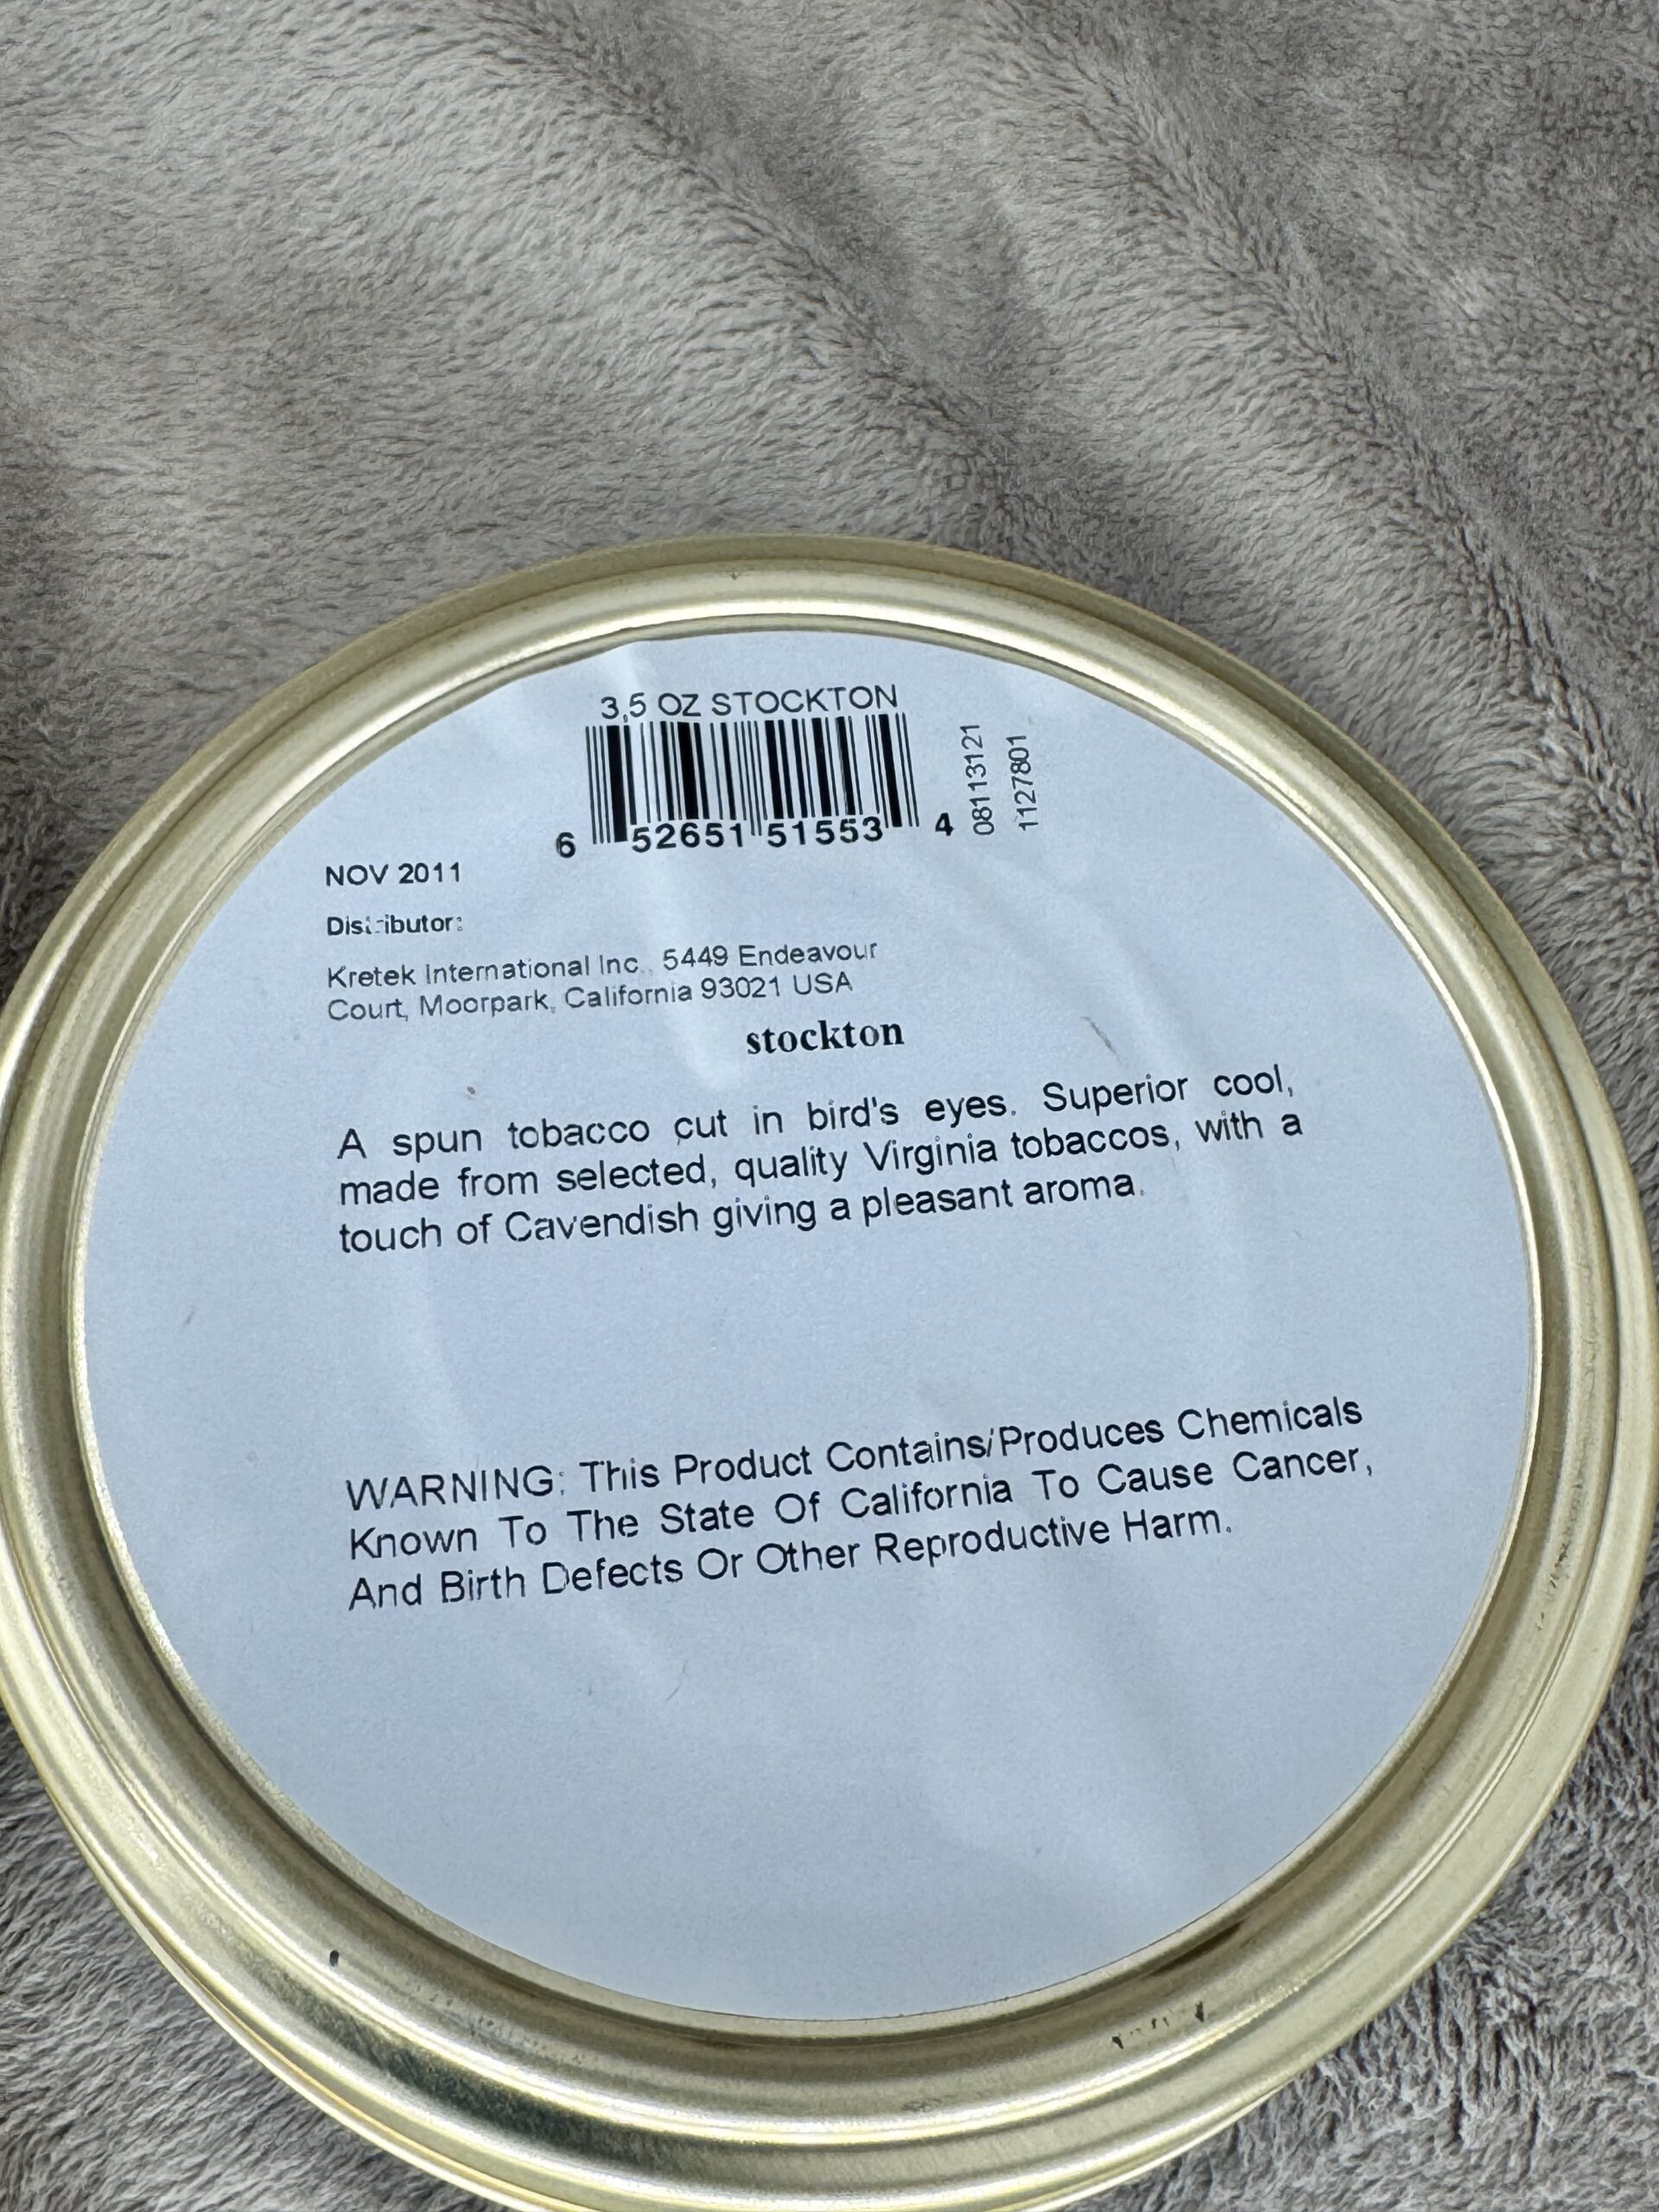 3,5 OZ STOCKTON
6 52651 51553 4
08113121
1127801
NOV 2011
Distributor:
Kretek International Inc. 5449 Endeavour
Court, Moorpark, California 93021 USA
stockton
A spun tobacco cut in bird's eyes. Superior cool,
made from selected, quality Virginia tobaccos, with a
touch of Cavendish giving a pleasant aroma.
WARNING: This Product Contains/Produces Chemicals
Known To The State Of California To Cause Cancer,
And Birth Defects Or Other Reproductive Harm.